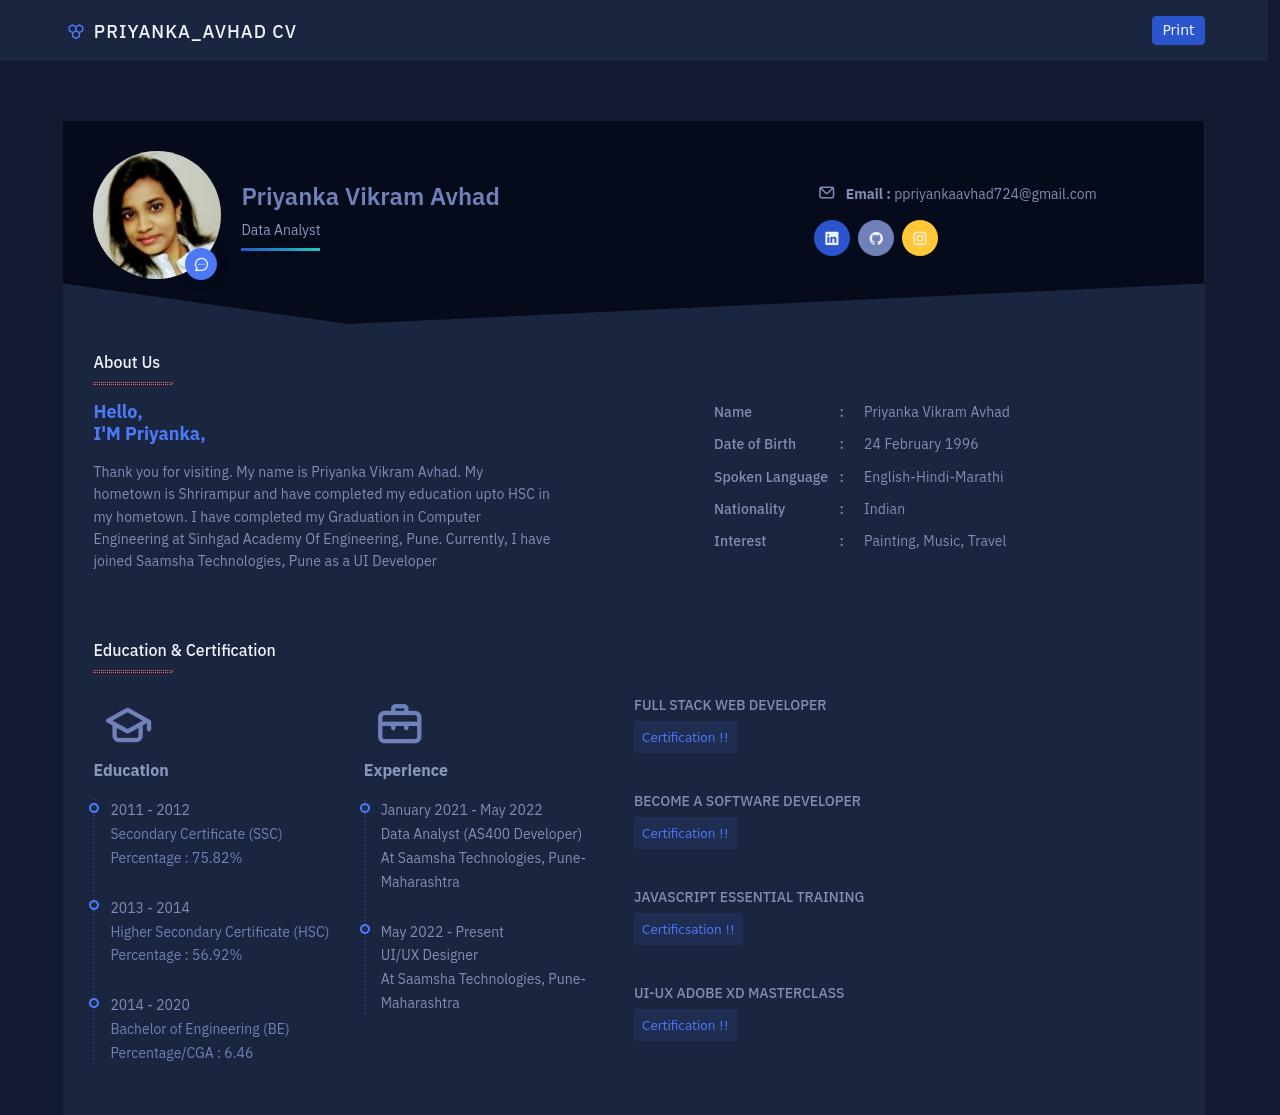 PRIYANKA_AVHAD CV
Print
Priyanka Vikram Avhad
Data Analyst
Email : ppriyankaavhad724@gmail.com
About Us
Hello,
I'M Priyanka,
Thank you for visiting. My name is Priyanka Vikram Avhad. My
hometown is Shrirampur and have completed my education upto HSC in
my hometown. I have completed my Graduation in Computer
Engineering at Sinhgad Academy Of Engineering, Pune. Currently, I have
joined Saamsha Technologies, Pune as a UI Developer
Name : Priyanka Vikram Avhad
Date of Birth : 24 February 1996
Spoken Language : English-Hindi-Marathi
Nationality : Indian
Interest : Painting, Music, Travel
Education & Certification
Education
2011 - 2012
Secondary Certificate (SSC)
Percentage : 75.82%
2013 - 2014
Higher Secondary Certificate (HSC)
Percentage : 56.92%
2014 - 2020
Bachelor of Engineering (BE)
Percentage/CGA : 6.46
Experience
January 2021 - May 2022
Data Analyst (AS400 Developer)
At Saamsha Technologies, Pune-
Maharashtra
May 2022 - Present
UI/UX Designer
At Saamsha Technologies, Pune-
Maharashtra
FULL STACK WEB DEVELOPER
Certification !!
BECOME A SOFTWARE DEVELOPER
Certification !!
JAVASCRIPT ESSENTIAL TRAINING
Certificsation !!
UI-UX ADOBE XD MASTERCLASS
Certification !!